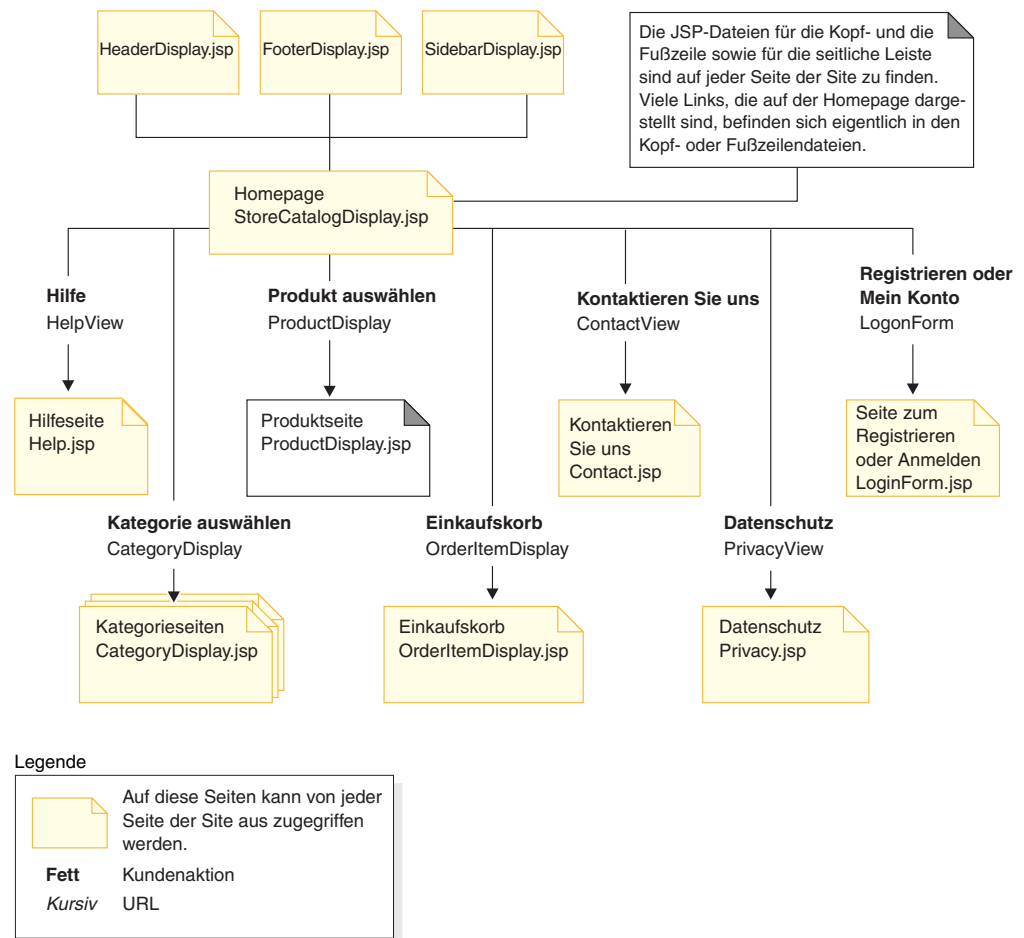 HeaderDisplay.jsp
FooterDisplay.jsp
SidebarDisplay.jsp
Die JSP-Dateien für die Kopf- und die
Fußzeile sowie für die seitliche Leiste
sind auf jeder Seite der Site zu finden.
Viele Links, die auf der Homepage darge-
stellt sind, befinden sich eigentlich in den
Kopf- oder Fußzeilendateien.
Homepage
StoreCatalogDisplay.jsp
Hilfe
HelpView
Produkt auswählen
ProductDisplay
Kontaktieren Sie uns
ContactView
Registrieren oder
Mein Konto
LogonForm
Hilfeseite
Help.jsp
Produktseite
ProductDisplay.jsp
Kontaktieren
Sie uns
Contact.jsp
Seite zum
Registrieren
oder Anmelden
LoginForm.jsp
Kategorie auswählen
CategoryDisplay
Einkaufskorb
OrderItemDisplay
Datenschutz
PrivacyView
Kategorieseiten
CategoryDisplay.jsp
Einkaufskorb
OrderItemDisplay.jsp
Datenschutz
Privacy.jsp
Legende
Auf diese Seiten kann von jeder
Seite der Site aus zugegriffen
werden.
Fett Kundenaktion
Kursiv URL